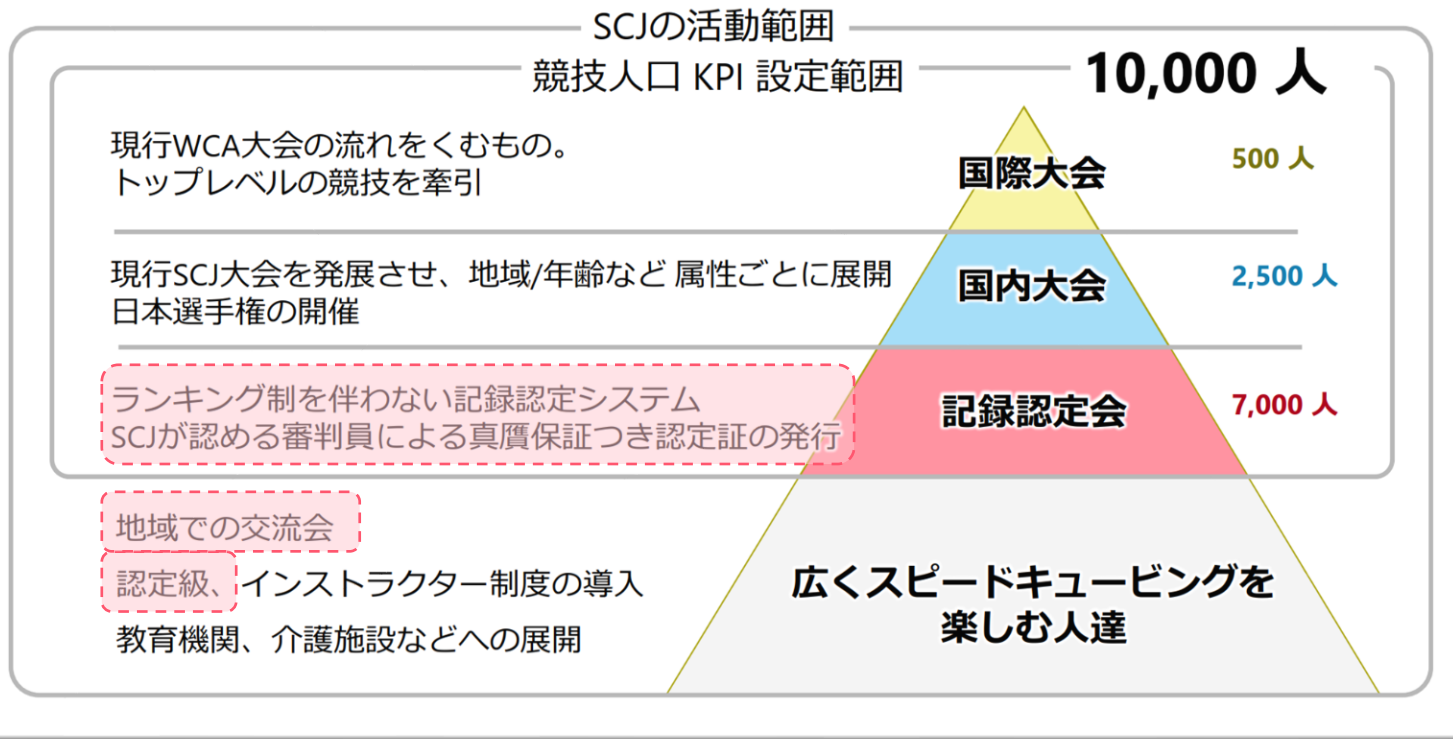 SCJの活動範囲
競技人口 KPI 設定範囲
10,000 人
現行WCA大会の流れをくむもの。
トップレベルの競技を牽引
国際大会
500 人
現行SCJ大会を発展させ、地域/年齢など 属性ごとに展開
日本選手権の開催
国内大会
2,500 人
ランキング制を伴わない記録認定システム
SCJが認める審判員による真贋保証つき認定証の発行
記録認定会
7,000 人
地域での交流会
認定級、インストラクター制度の導入
教育機関、介護施設などへの展開
広くスピードキュービングを
楽しむ人達